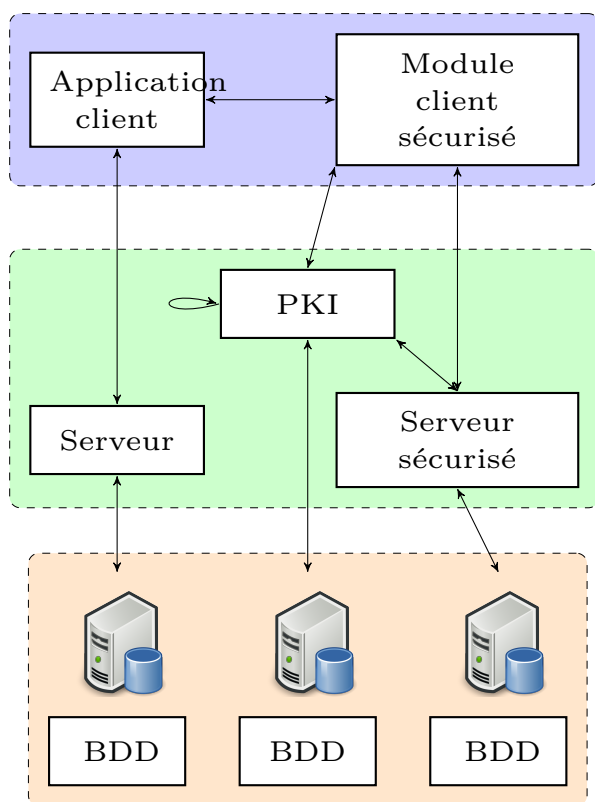 Application
client
Module
client
sécurisé
PKI
Serveur
Serveur
sécurisé
BDD
BDD
BDD